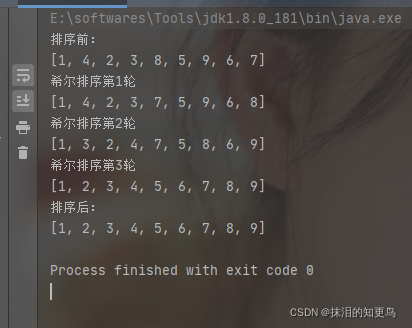 E:\softwares\Tools\jdk1.8.0_181\bin\java.exe
排序前:
[1, 4, 2, 3, 8, 5, 9, 6, 7]
希尔排序第1轮
[1, 4, 2, 3, 7, 5, 9, 6, 8]
希尔排序第2轮
[1, 3, 2, 4, 7, 5, 8, 6, 9]
希尔排序第3轮
[1, 2, 3, 4, 5, 6, 7, 8, 9]
排序后:
[1, 2, 3, 4, 5, 6, 7, 8, 9]
Process finished with exit code 0
CSDN @抹泪的知更鸟